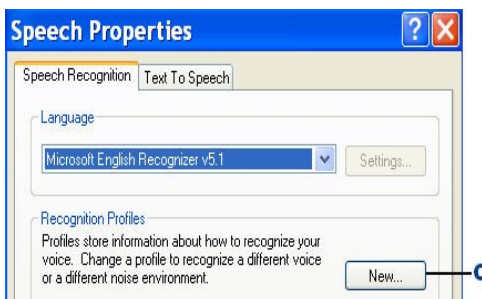 Speech Properties
Speech Recognition Text To Speech
Language
Microsoft English Recognizer v5.1 Settings...
Recognition Profiles
Profiles store information about how to recognize your
voice. Change a profile to recognize a different voice
or a different noise environment.
New...